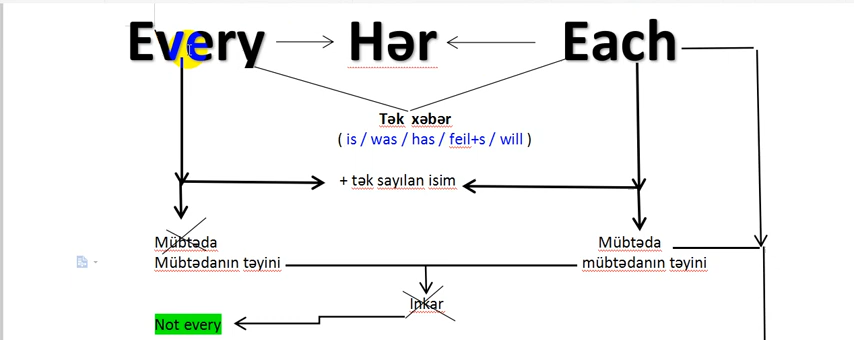 Every Hər Each
Tək xəbər
( is / was / has / feil+s / will )
+ tək sayılan isim
Mübtəda Mübtəda
Mübtədanın təyini mübtədanın təyini
Inkar
Not every